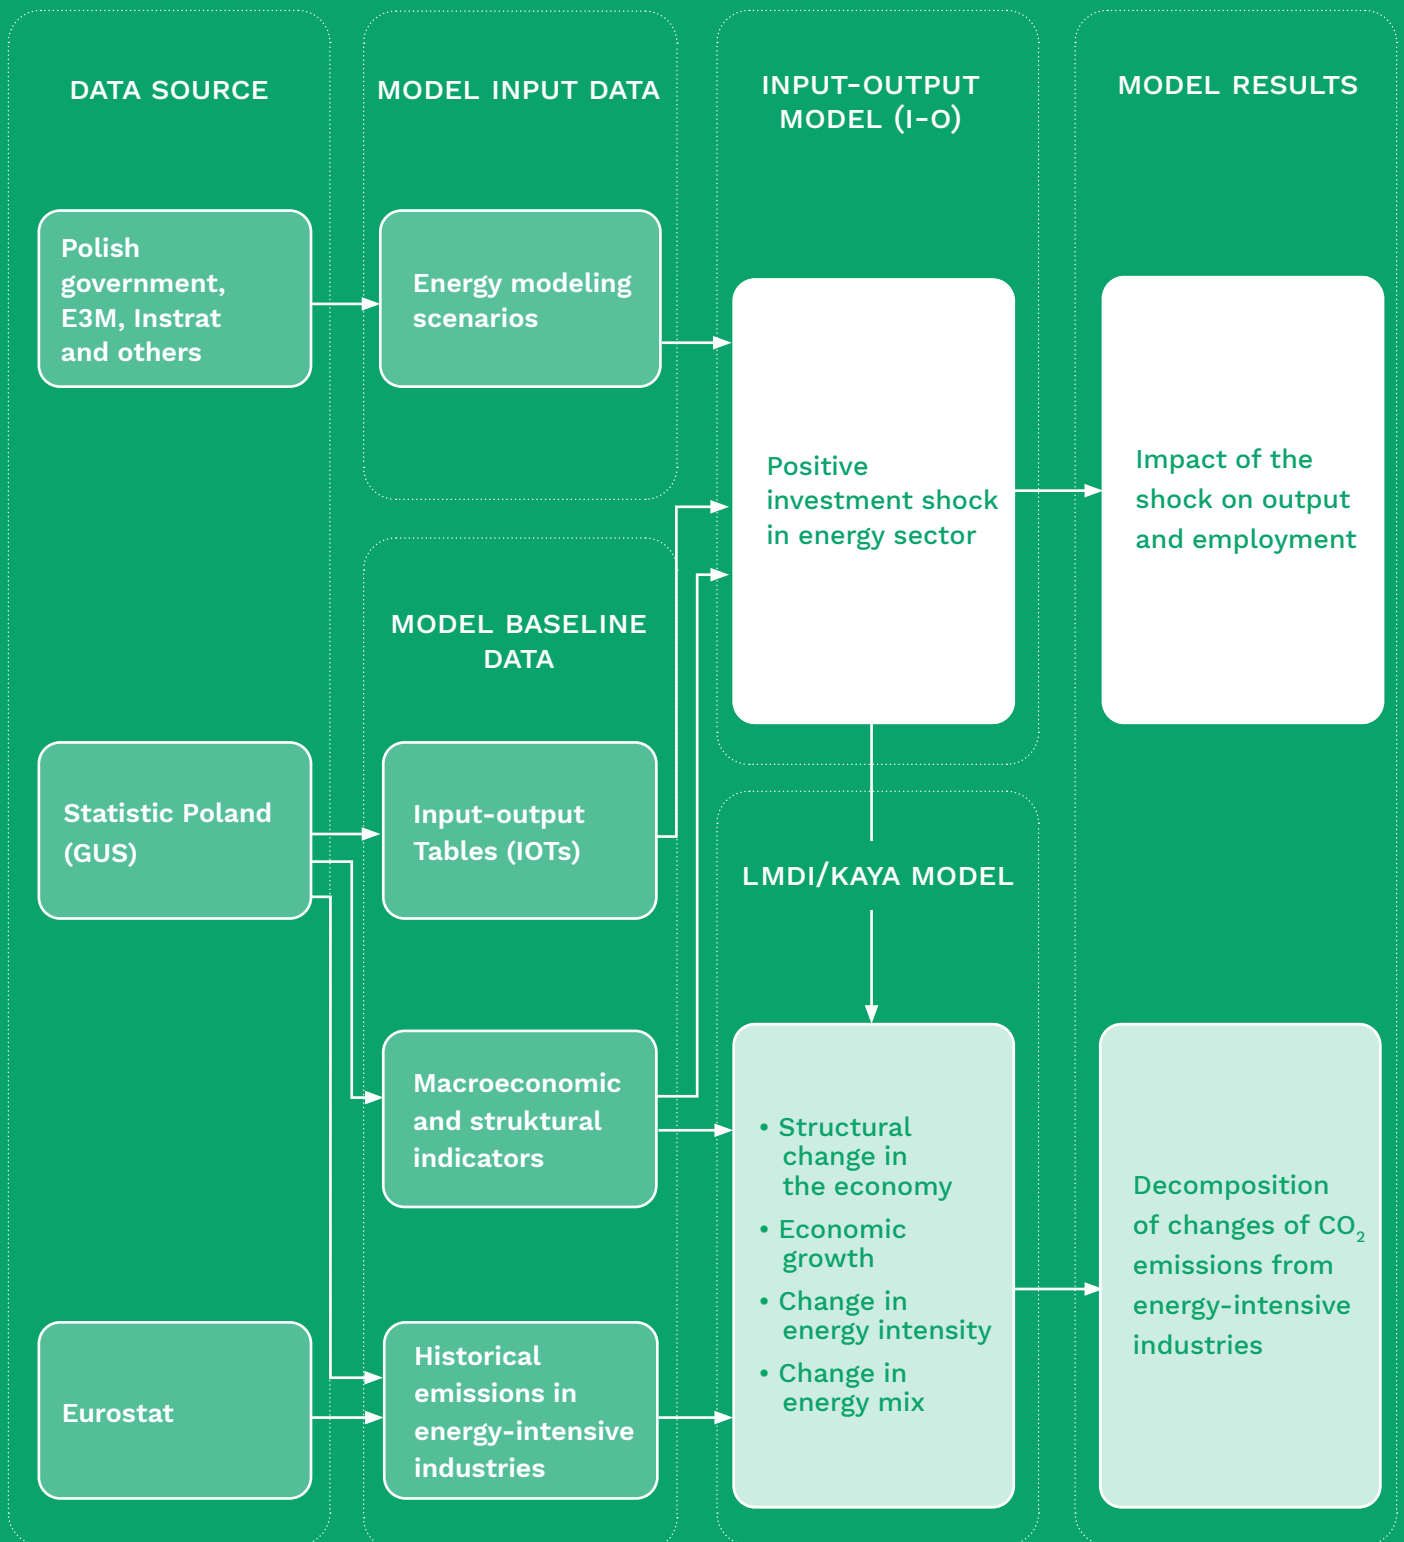 DATA SOURCE
Polish
government,
E3M, Instrat
and others
Statistic Poland
(GUS)
Eurostat
MODEL INPUT DATA
Energy modeling
scenarios
MODEL BASELINE
DATA
Input-output
Tables (IOTs)
Macroeconomic
and struktural
indicators
Historical
emissions in
energy-intensive
industries
INPUT-OUTPUT
MODEL (I-O)
Positive
investment shock
in energy sector
LMDI/KAYA MODEL
• Structural
change in
the economy
• Economic
growth
• Change in
energy intensity
• Change in
energy mix
MODEL RESULTS
Impact of the
shock on output
and employment
Decomposition
of changes of CO₂
emissions from
energy-intensive
industries